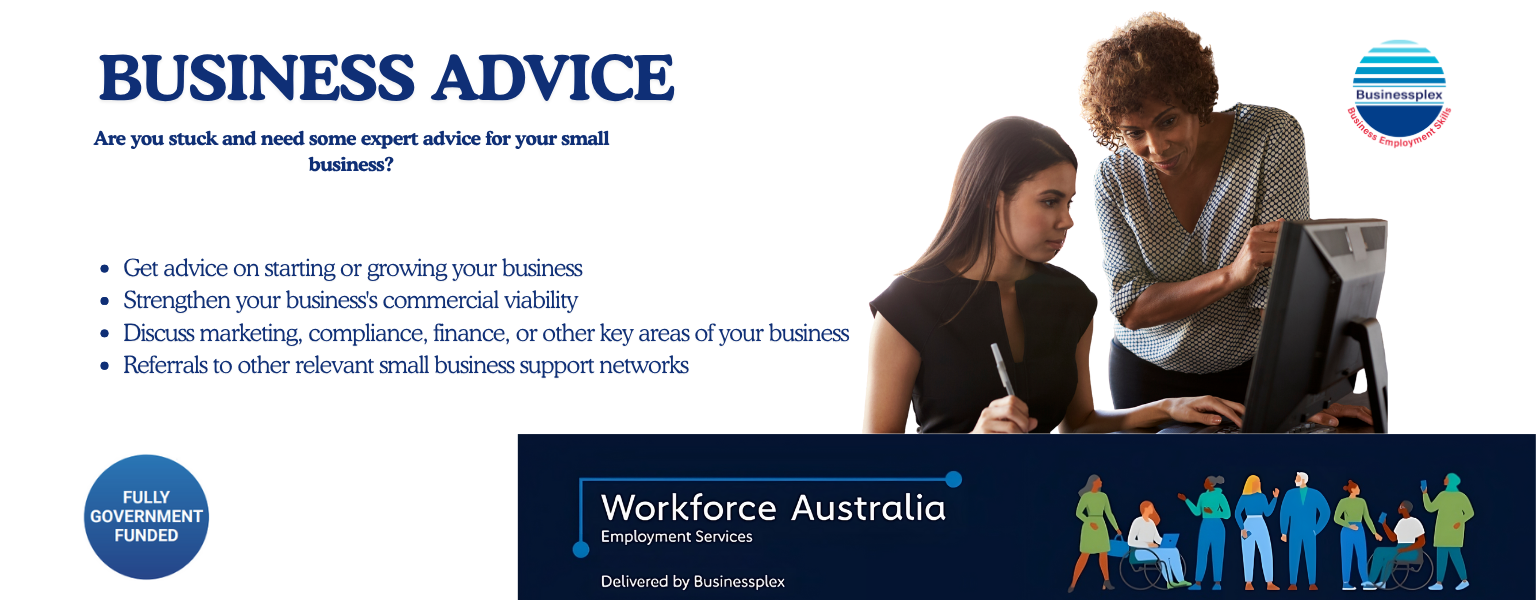 BUSINESS ADVICE
Are you stuck and need some expert advice for your small
business?
Businessplex
Business Employment Skills
• Get advice on starting or growing your business
• Strengthen your business's commercial viability
• Discuss marketing, compliance, finance, or other key areas of your business
• Referrals to other relevant small business support networks
FULLY
GOVERNMENT
FUNDED
Workforce Australia
Employment Services
Delivered by Businessplex